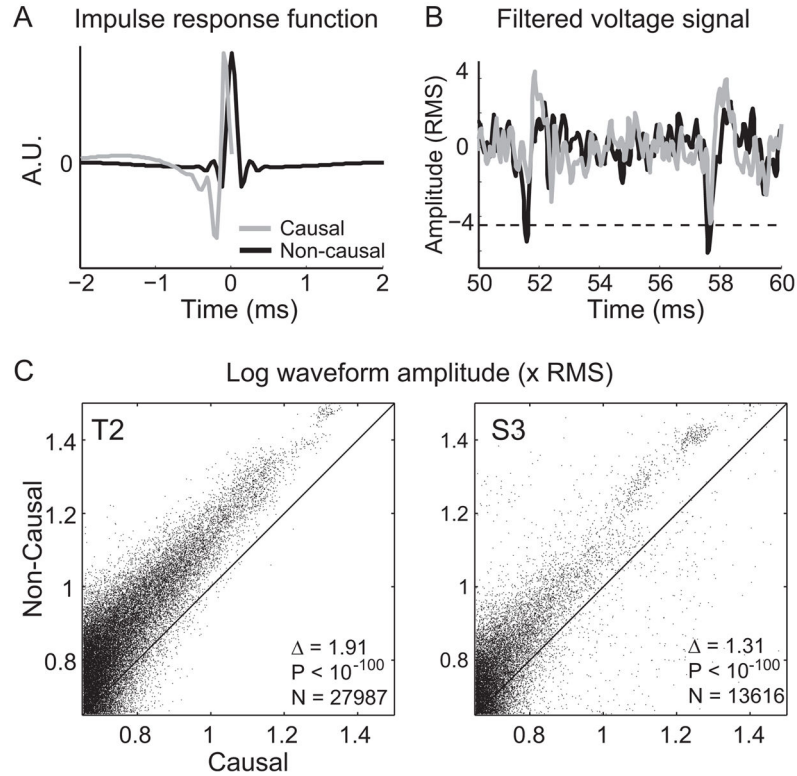 A Impulse response function
A.U.
0
Causal
Non-causal
−2 −1 0 1 2
Time (ms)
B Filtered voltage signal
Amplitude (RMS)
4
0
−4
50 52 54 56 58 60
Time (ms)
C Log waveform amplitude (x RMS)
Non-Causal
T2
1.4
1.2
1
0.8
Δ = 1.91
P < 10-100
N = 27987
0.8 1 1.2 1.4
Causal
S3
1.4
1.2
1
0.8
Δ = 1.31
P < 10-100
N = 13616
0.8 1 1.2 1.4